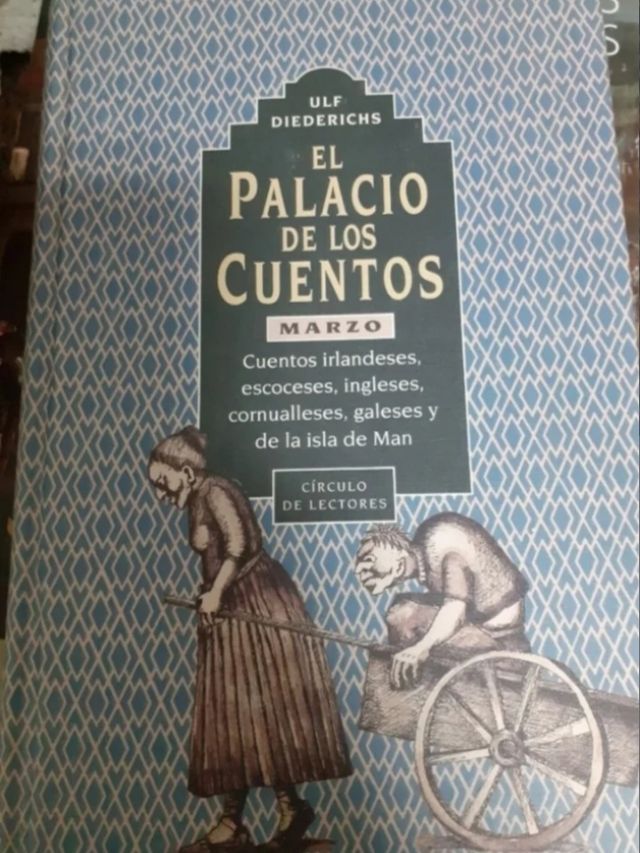 ULF
DIEDERICHS
EL
PALACIO
DE LOS
CUENTOS
MARZO
Cuentos irlandeses,
escoceses, ingleses,
cornualleses, galeses y
de la isla de Man
CÍRCULO
DE LECTORES
S